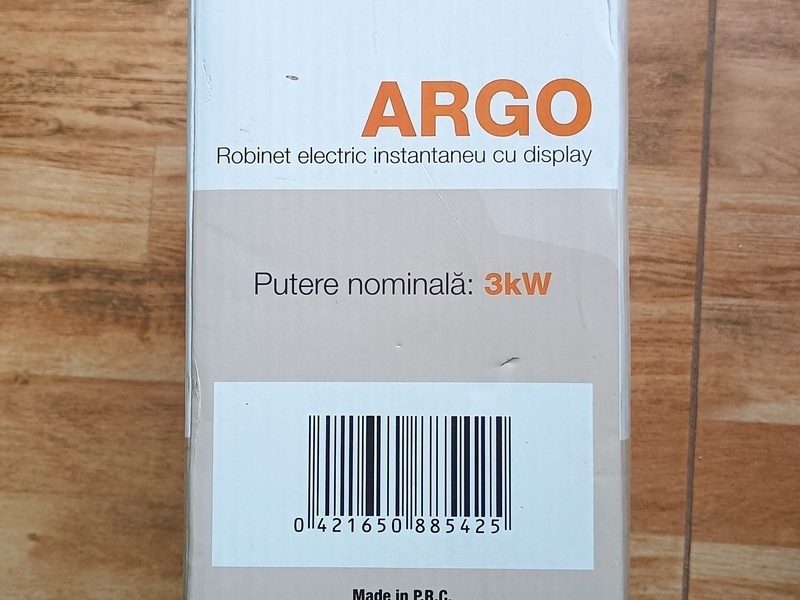 ARGO
Robinet electric instantaneu cu display
Putere nominală: 3kW
0 421650 885425
Made in P.R.C.